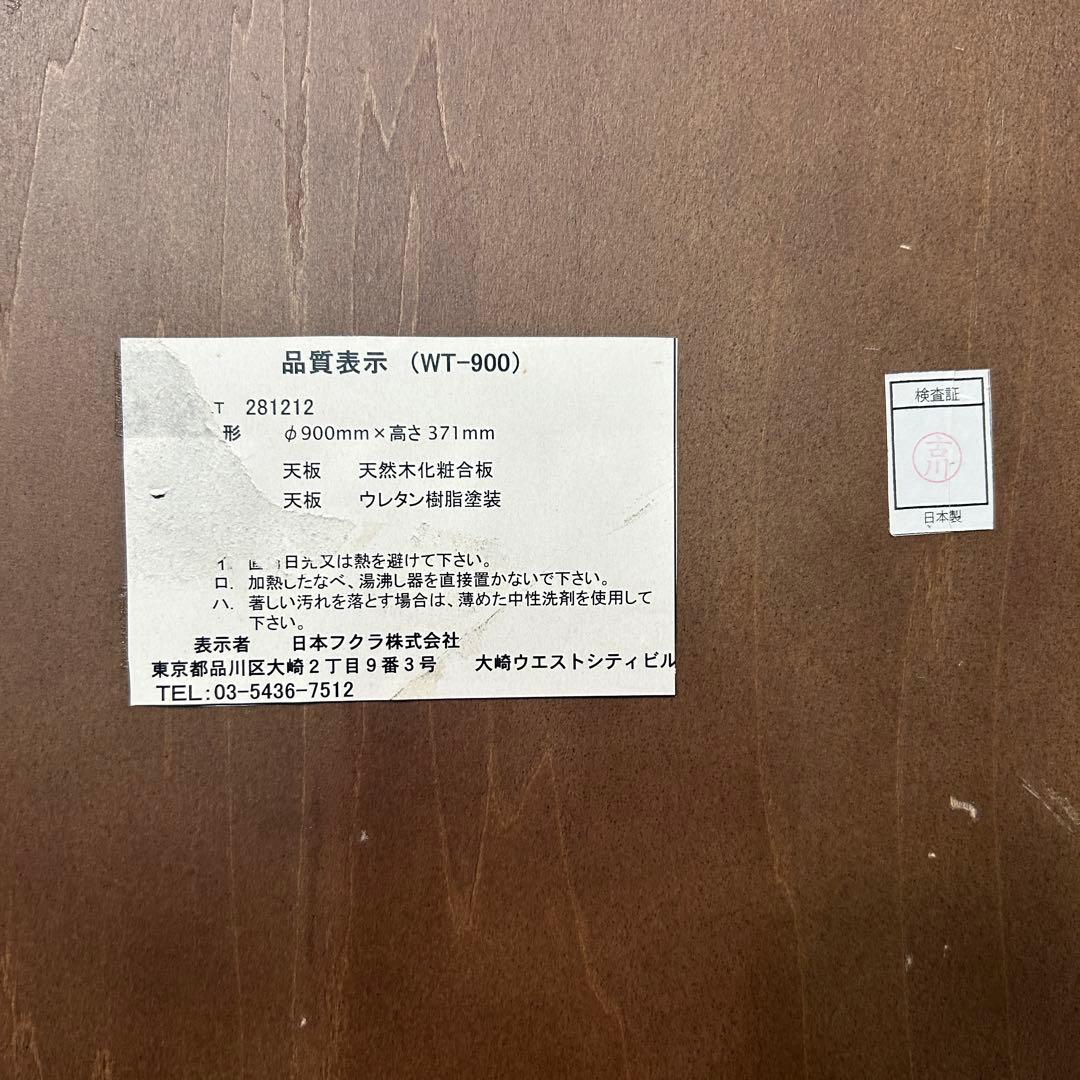 品質表示 (WT-900)
T 281212
形 φ900mm×高さ371mm
天板 天然木化粧合板
天板 ウレタン樹脂塗装
イ. 直 日光又は熱を避けて下さい。
ロ. 加熱したなべ、湯沸し器を直接置かないで下さい。
ハ. 著しい汚れを落とす場合は、薄めた中性洗剤を使用して
下さい。
表示者 日本フクラ株式会社
東京都品川区大崎2丁目9番3号 大崎ウエストシティビル
TEL:03-5436-7512
検査証
古川
日本製